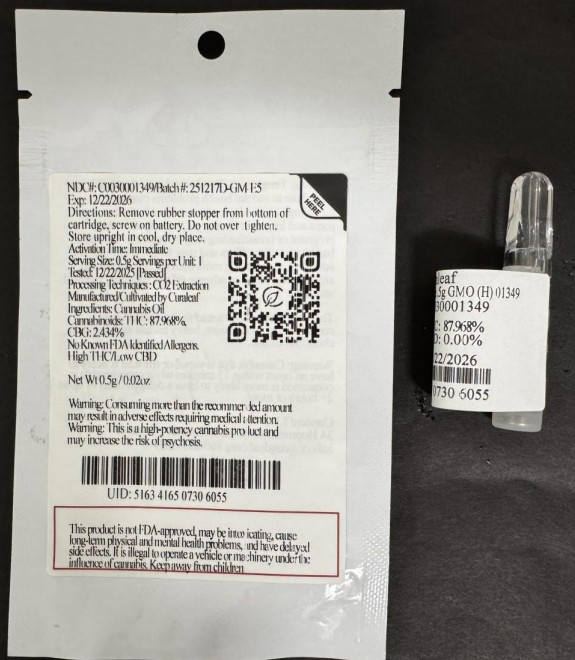 NDC#: C0030001349/Batch #: 251217D-GM-E5
Exp: 12/22/2026
Directions: Remove rubber stopper from bottom of
cartridge, screw on battery. Do not over tighten.
Store upright in cool, dry place.
Activation Time: Immediate
Serving Size: 0.5g Servings per Unit: 1
Tested: 12/22/2025 [Passed]
Processing Techniques : CO2 Extraction
Manufactured/Cultivated by Curaleaf
Ingredients: Cannabis Oil
Cannabinoids: THC: 87.968%,
CBG: 2.434%
No Known FDA Identified Allergens.
High THC/Low CBD
Net Wt 0.5g / 0.02oz
Warning: Consuming more than the recommended amount
may result in adverse effects requiring medical attention.
Warning: This is a high-potency cannabis product and
may increase the risk of psychosis.
UID: 5163 4165 0730 6055
This product is not FDA-approved, may be intoxicating, cause
long-term physical and mental health problems, and have delayed
side effects. It is illegal to operate a vehicle or machinery under the
influence of cannabis. Keep away from children
PEEL
HERE
aleaf
.5g GMO (H) 01349
30001349
C: 87.968%
D: 0.00%
22/2026
0730 6055